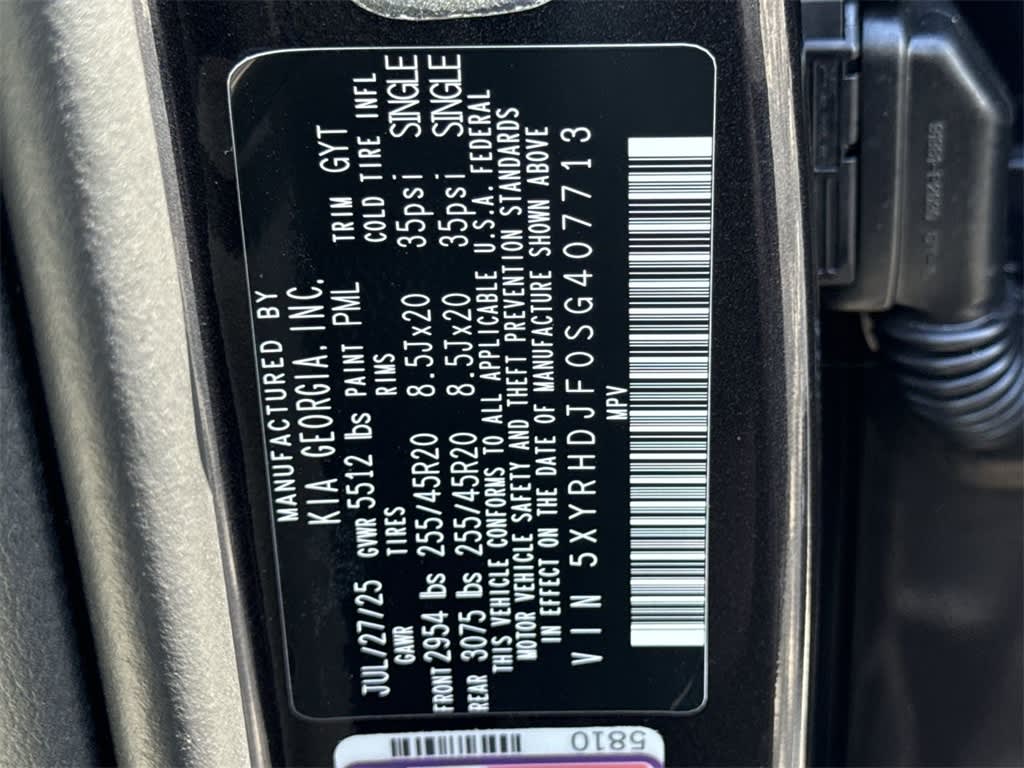 MANUFACTURED BY
KIA GEORGIA, INC.
JUL/27/25 GVWR 5512 lbs PAINT PML TRIM GYT
GAWR TIRES RIMS COLD TIRE INFL
FRONT 2954 lbs 255/45R20 8.5Jx20 35psi SINGLE
REAR 3075 lbs 255/45R20 8.5Jx20 35psi SINGLE
THIS VEHICLE CONFORMS TO ALL APPLICABLE U.S.A. FEDERAL
MOTOR VEHICLE SAFETY AND THEFT PREVENTION STANDARDS
IN EFFECT ON THE DATE OF MANUFACTURE SHOWN ABOVE
VIN 5XYRHDJF0SG407713
MPV
5810